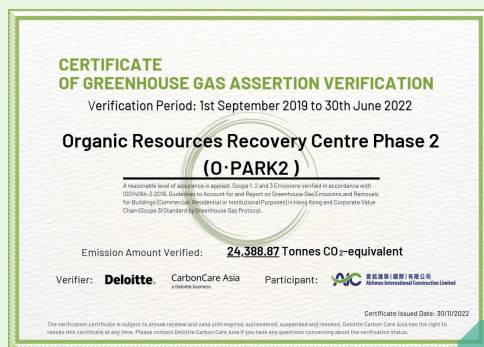 CERTIFICATE
OF GREENHOUSE GAS ASSERTION VERIFICATION
Verification Period: 1st September 2019 to 30th June 2022
Organic Resources Recovery Centre Phase 2
(O·PARK2 )
A reasonable level of assurance is applied. Scope 1, 2 and 3 Emissions verified in accordance with
ISO14064-3:2019, Guidelines to Account for and Report on Greenhouse Gas Emissions and Removals
for Buildings (Commercial, Residential or Institutional Purposes) in Hong Kong and Corporate Value
Chain (Scope 3) Standard by Greenhouse Gas Protocol.
Emission Amount Verified: 24,388.87 Tonnes CO₂-equivalent
Verifier: Deloitte. CarbonCare Asia Participant: AJC 愛銘建業(國際)有限公司
a Deloitte business Alchmex International Construction Limited
Certificate Issued Date: 30/11/2022
The verification certificate is subject to annual renewal and valid until expired, surrendered, suspended and revoked. Deloitte Carbon Care Asia has the right to
revoke this certificate at any time. Please contact Deloitte Carbon Care Asia if you have any questions concerning about the verification status.